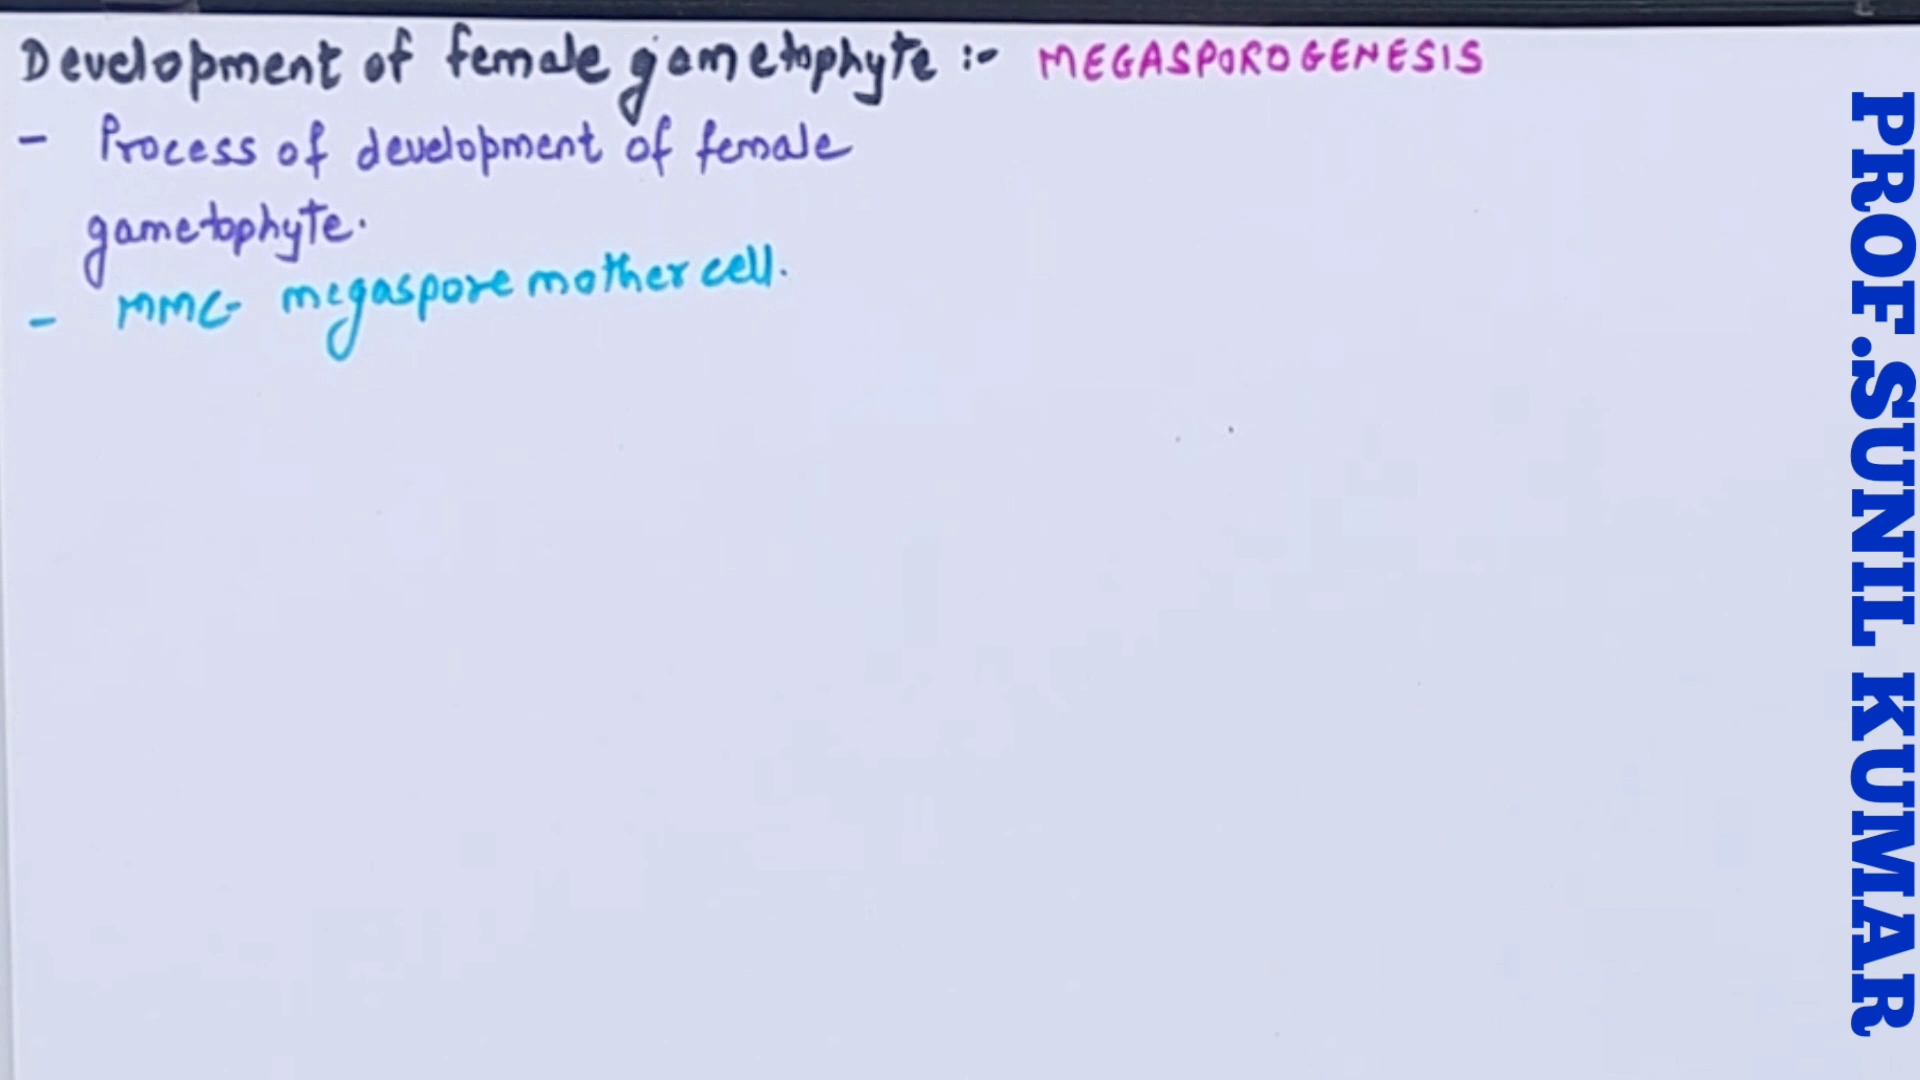 Development of female gametophyte :- MEGASPOROGENESIS
- Process of development of female
gametophyte.
- MMC- megaspore mother cell.
PROF.SUNIL KUMAR